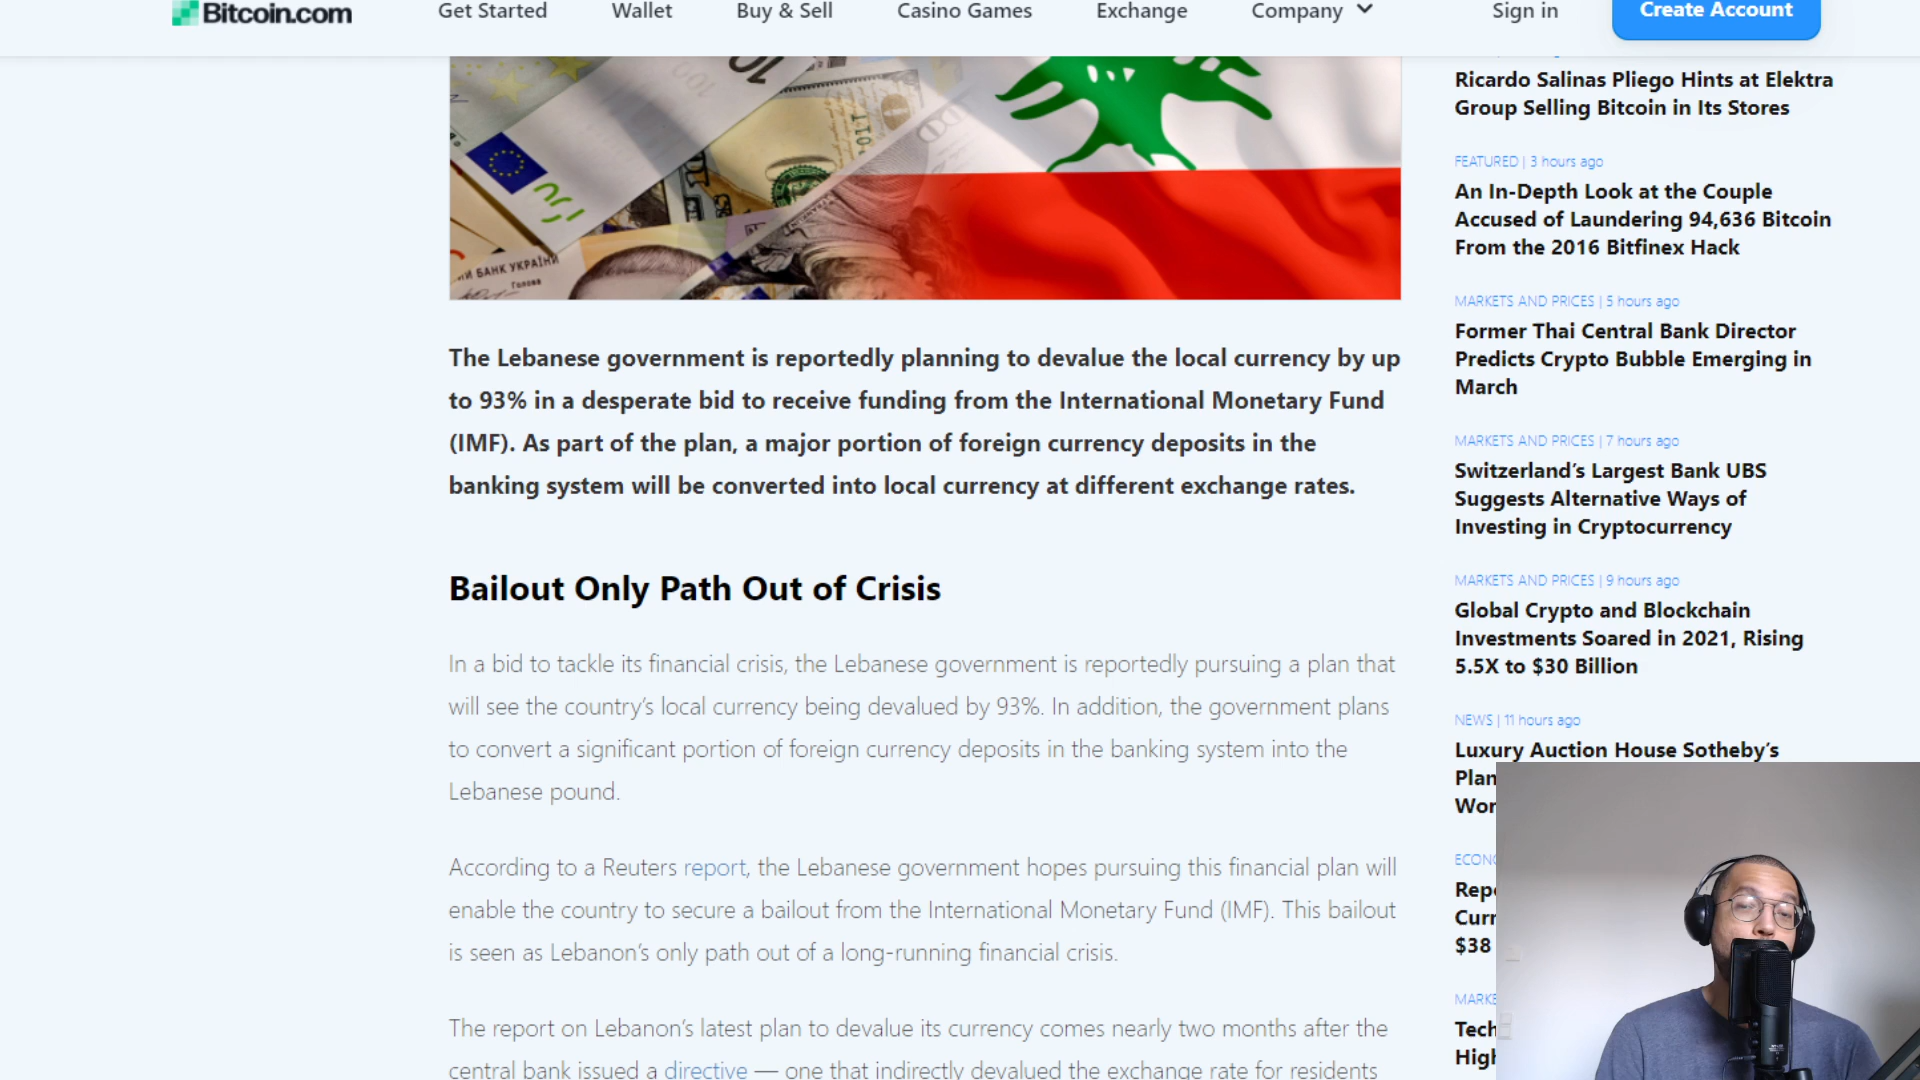 Bitcoin.com
Get Started
Wallet
Buy & Sell
Casino Games
Exchange
Company
Sign in
Create Account
БАНК УКРАЇНИ
Голова
The Lebanese government is reportedly planning to devalue the local currency by up
to 93% in a desperate bid to receive funding from the International Monetary Fund
(IMF). As part of the plan, a major portion of foreign currency deposits in the
banking system will be converted into local currency at different exchange rates.
Bailout Only Path Out of Crisis
In a bid to tackle its financial crisis, the Lebanese government is reportedly pursuing a plan that
will see the country’s local currency being devalued by 93%. In addition, the government plans
to convert a significant portion of foreign currency deposits in the banking system into the
Lebanese pound.
According to a Reuters report, the Lebanese government hopes pursuing this financial plan will
enable the country to secure a bailout from the International Monetary Fund (IMF). This bailout
is seen as Lebanon’s only path out of a long-running financial crisis.
The report on Lebanon’s latest plan to devalue its currency comes nearly two months after the
central bank issued a directive — one that indirectly devalued the exchange rate for residents
Ricardo Salinas Pliego Hints at Elektra
Group Selling Bitcoin in Its Stores
FEATURED | 3 hours ago
An In-Depth Look at the Couple
Accused of Laundering 94,636 Bitcoin
From the 2016 Bitfinex Hack
MARKETS AND PRICES | 5 hours ago
Former Thai Central Bank Director
Predicts Crypto Bubble Emerging in
March
MARKETS AND PRICES | 7 hours ago
Switzerland’s Largest Bank UBS
Suggests Alternative Ways of
Investing in Cryptocurrency
MARKETS AND PRICES | 9 hours ago
Global Crypto and Blockchain
Investments Soared in 2021, Rising
5.5X to $30 Billion
NEWS | 11 hours ago
Luxury Auction House Sotheby’s
Plan
Wor
ECONO
Repo
Curr
$38
MARKE
Tech
High